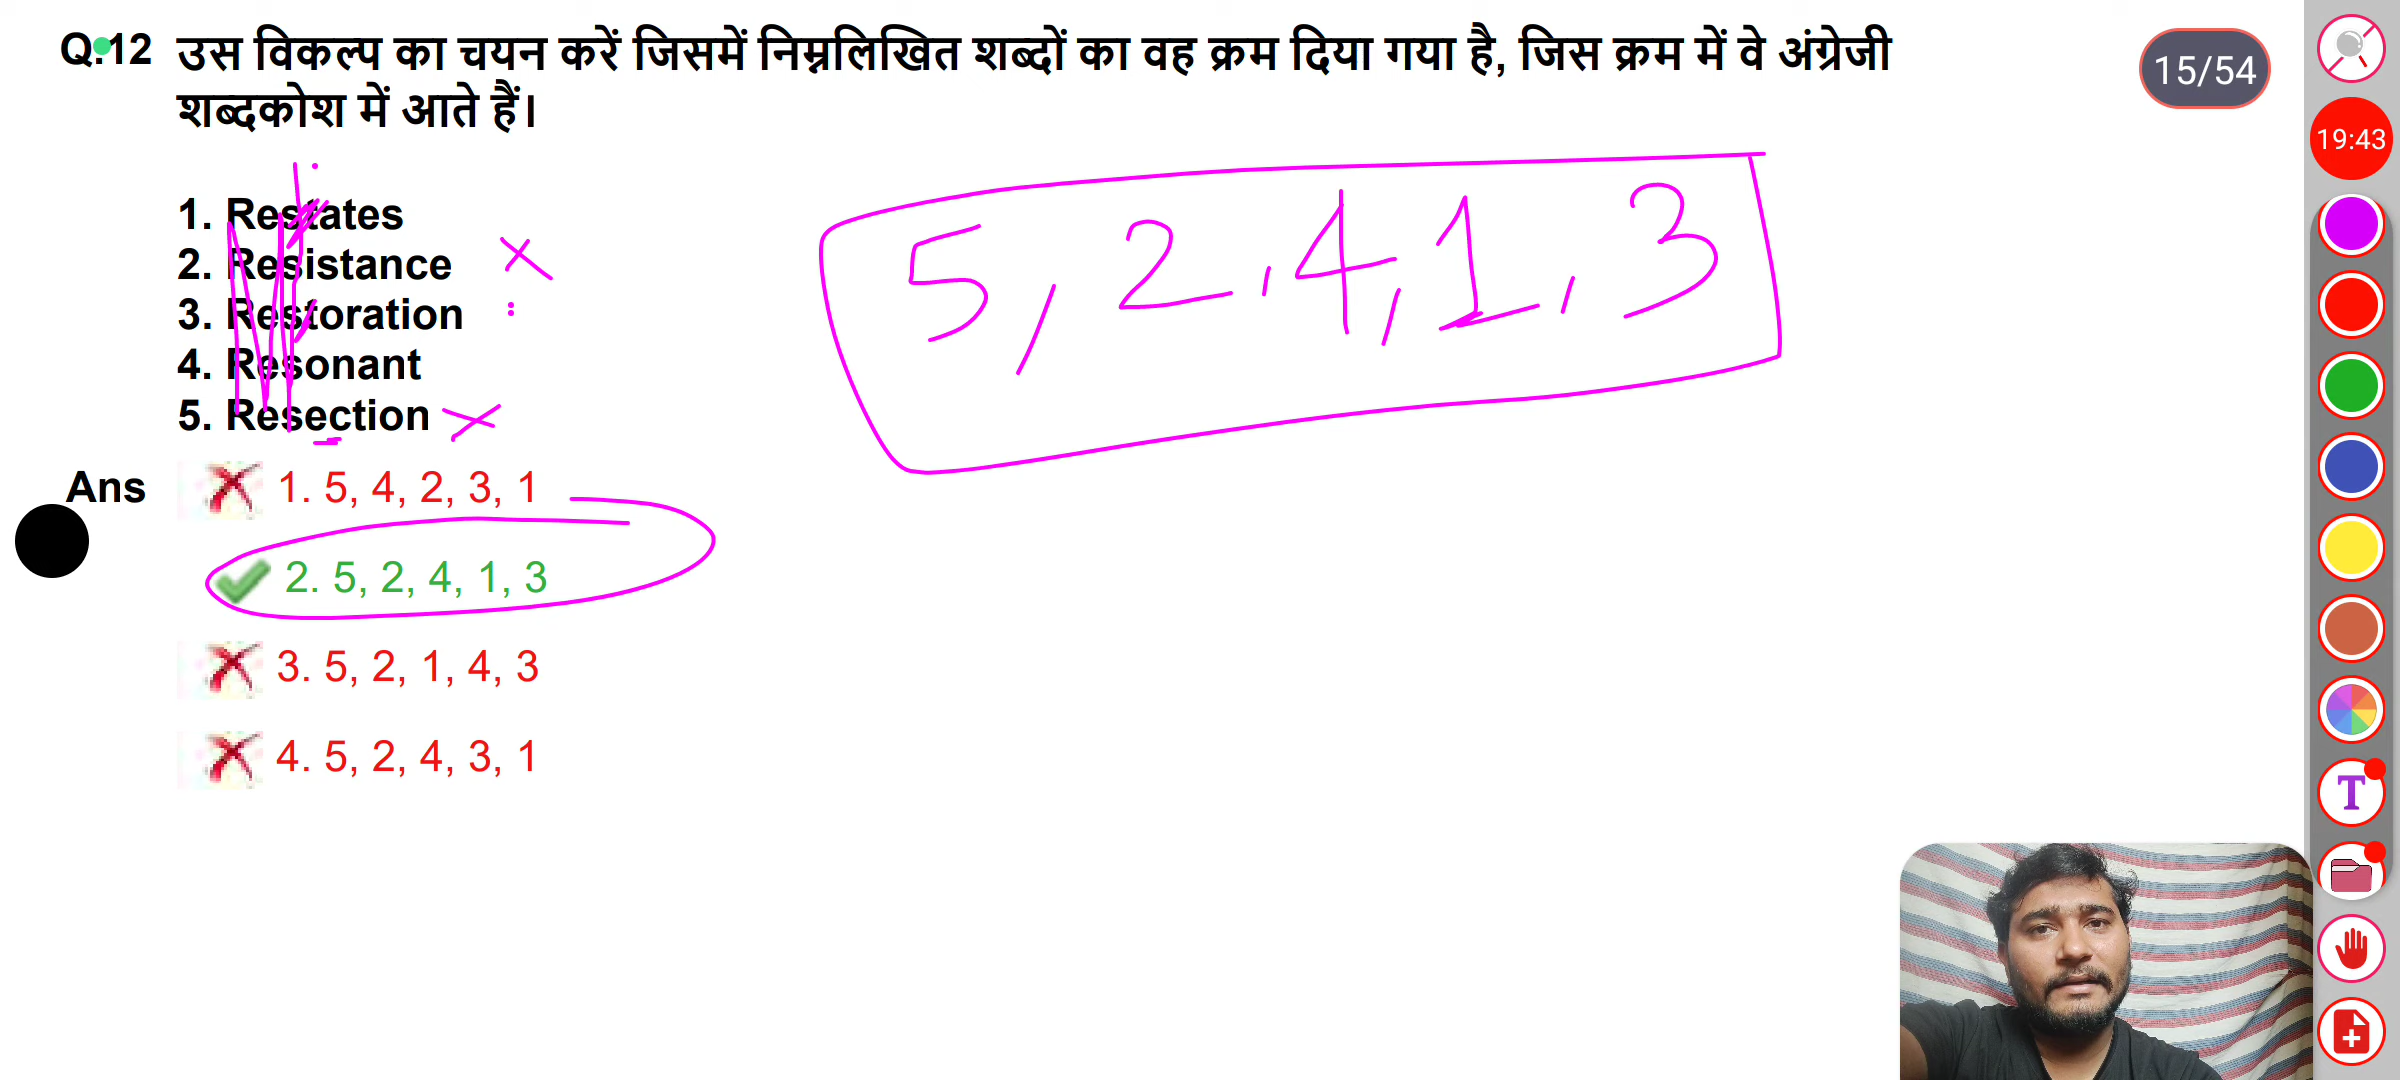 Q.12 उस विकल्प का चयन करें जिसमें निम्नलिखित शब्दों का वह क्रम दिया गया है, जिस क्रम में वे अंग्रेजी
शब्दकोश में आते हैं।
15/54
19:43
1. Restates
2. Resistance
3. Restoration
4. Resonant
5. Resection
5, 2, 4, 1, 3
Ans 1. 5, 4, 2, 3, 1
2. 5, 2, 4, 1, 3
3. 5, 2, 1, 4, 3
4. 5, 2, 4, 3, 1
T